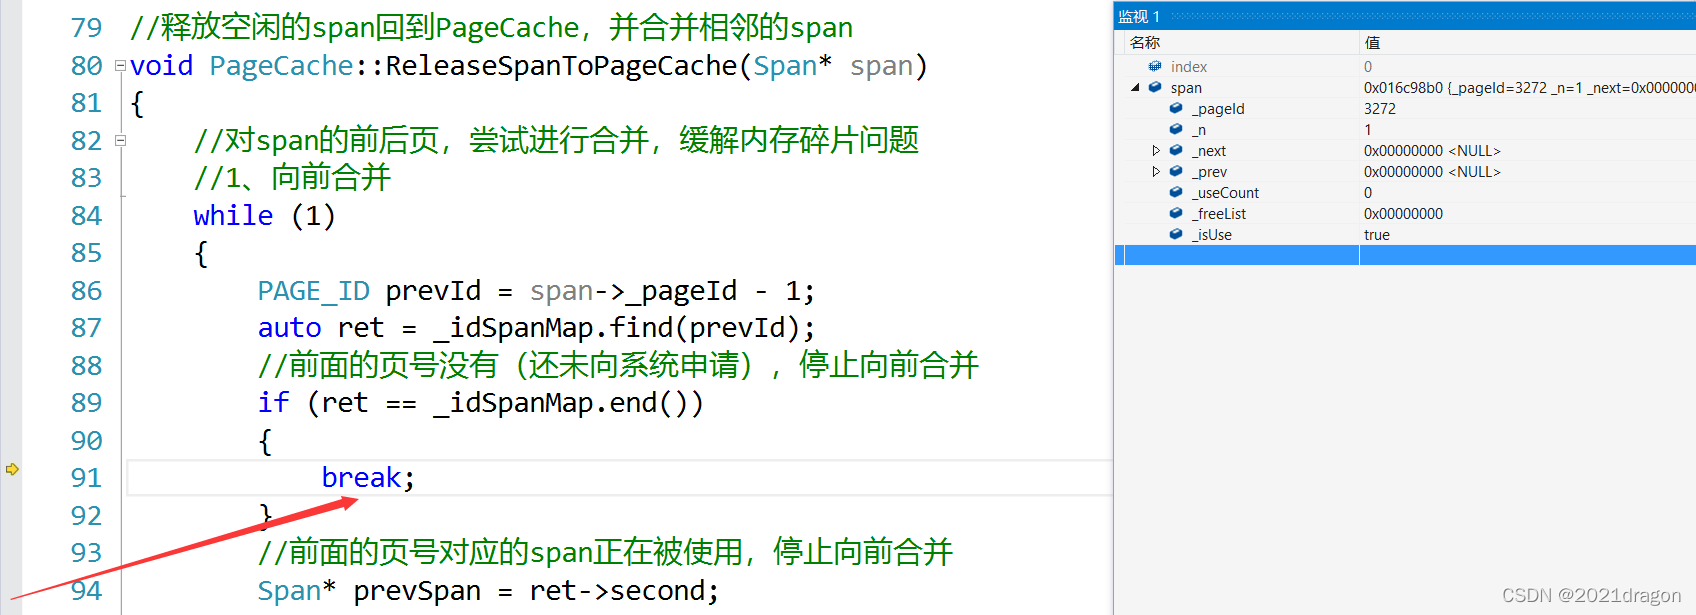 79 //释放空闲的span回到PageCache，并合并相邻的span
80 void PageCache::ReleaseSpanToPageCache(Span* span)
81 {
82 //对span的前后页，尝试进行合并，缓解内存碎片问题
83 //1、向前合并
84 while (1)
85 {
86 PAGE_ID prevId = span->_pageId - 1;
87 auto ret = _idSpanMap.find(prevId);
88 //前面的页号没有（还未向系统申请），停止向前合并
89 if (ret == _idSpanMap.end())
90 {
91 break;
92 }
93 //前面的页号对应的span正在被使用，停止向前合并
94 Span* prevSpan = ret->second;
监视 1
名称 值
index 0
span 0x016c98b0 {_pageId=3272 _n=1 _next=0x0000000
_pageId 3272
_n 1
_next 0x00000000 <NULL>
_prev 0x00000000 <NULL>
_useCount 0
_freeList 0x00000000
_isUse true
CSDN @2021dragon